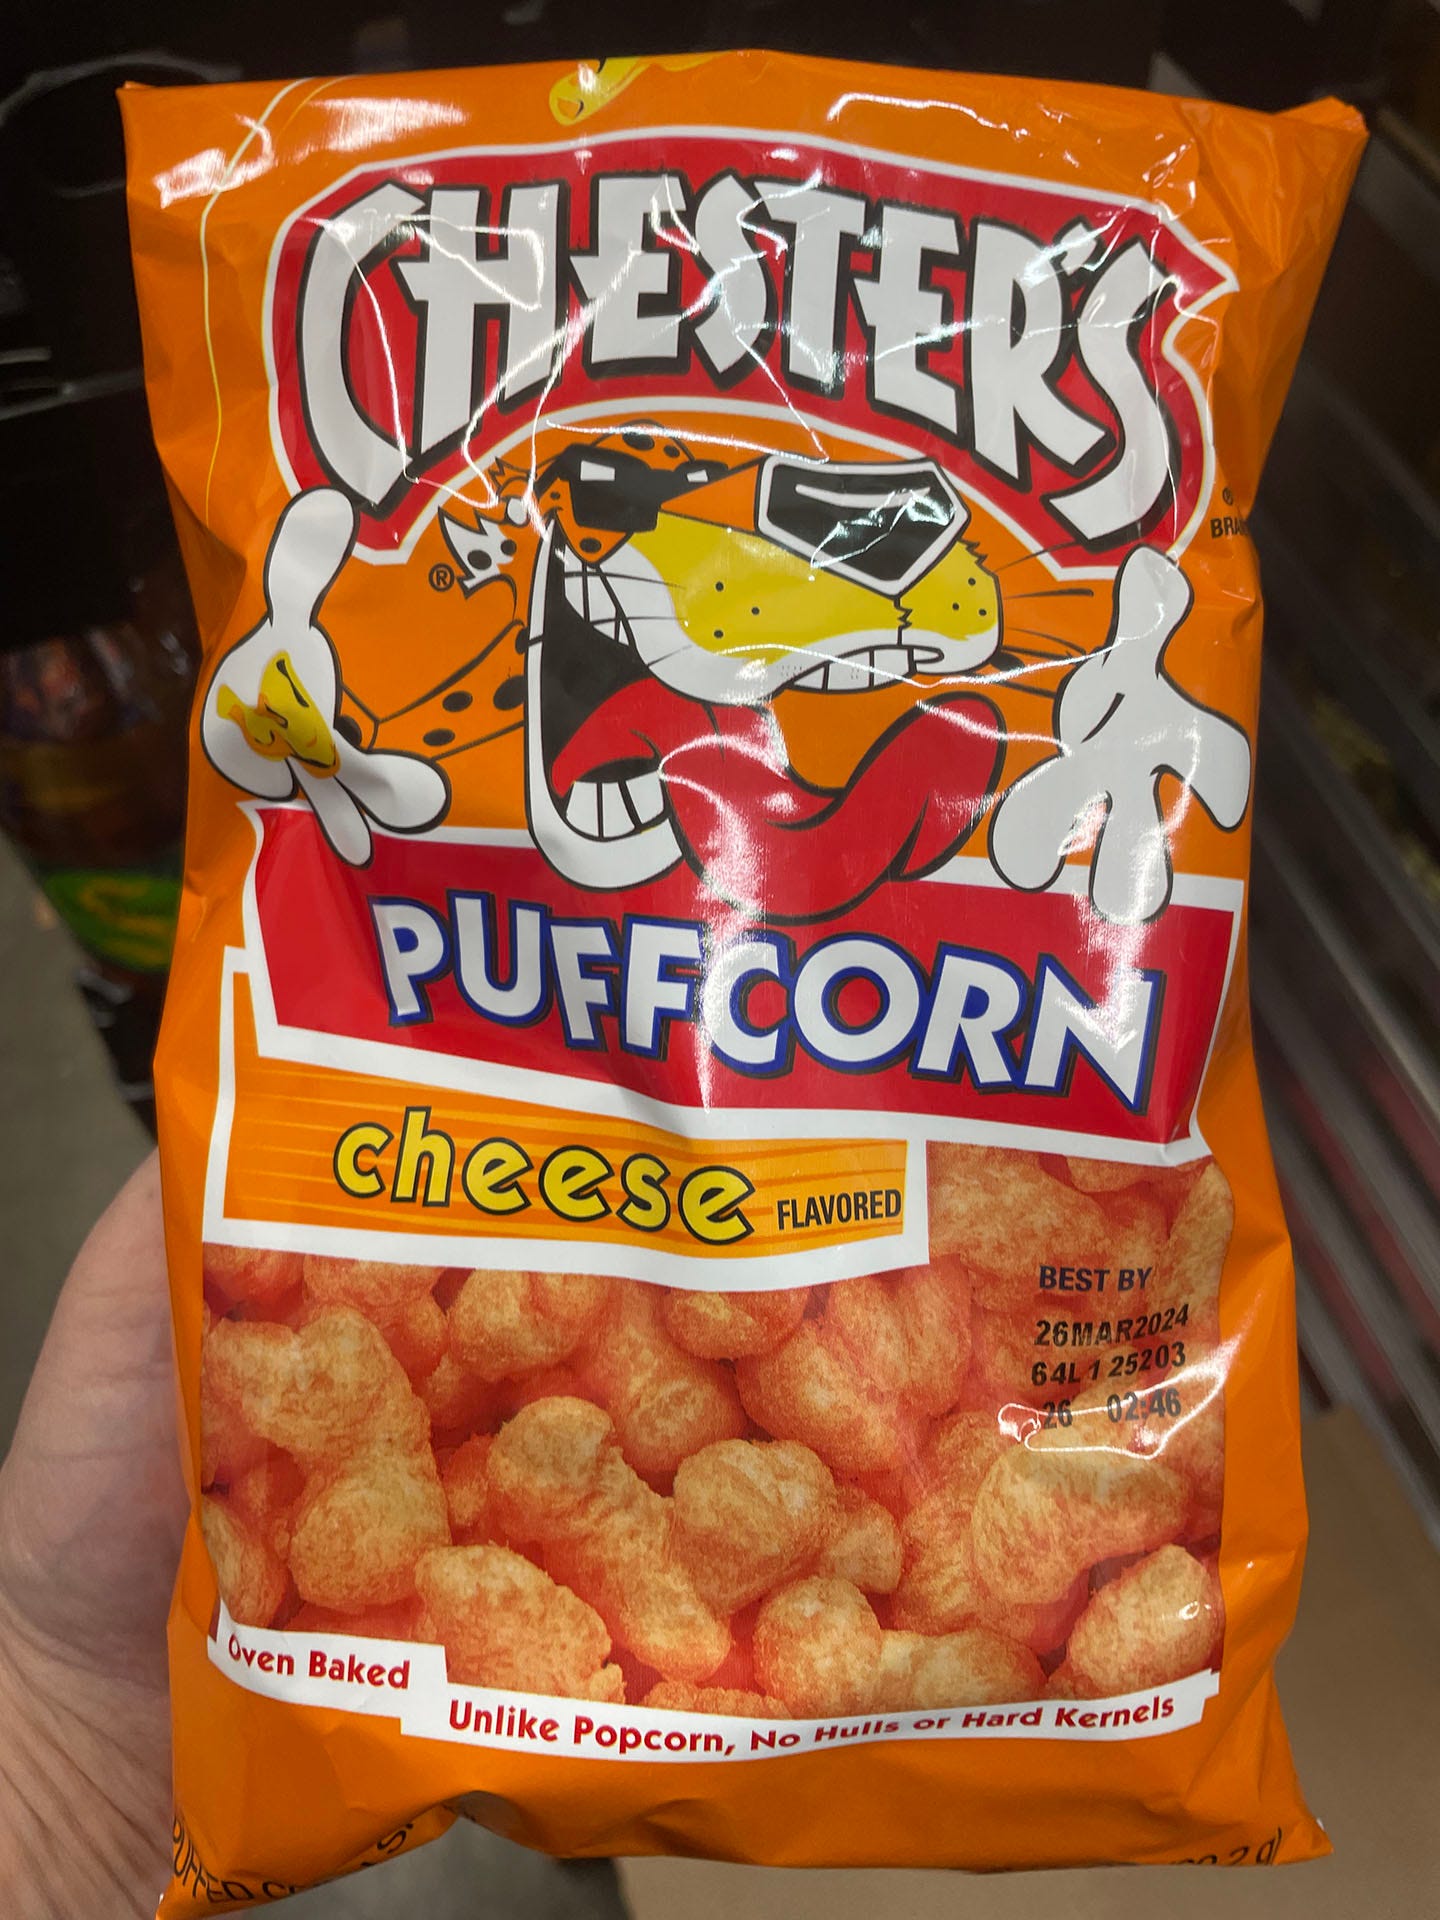 CHESTER'S
®
®
PUFFCORN
cheese FLAVORED
BEST BY
26MAR2024
64L 1 25203
26 02:46
Oven Baked
Unlike Popcorn, No Hulls or Hard Kernels
PUFFED